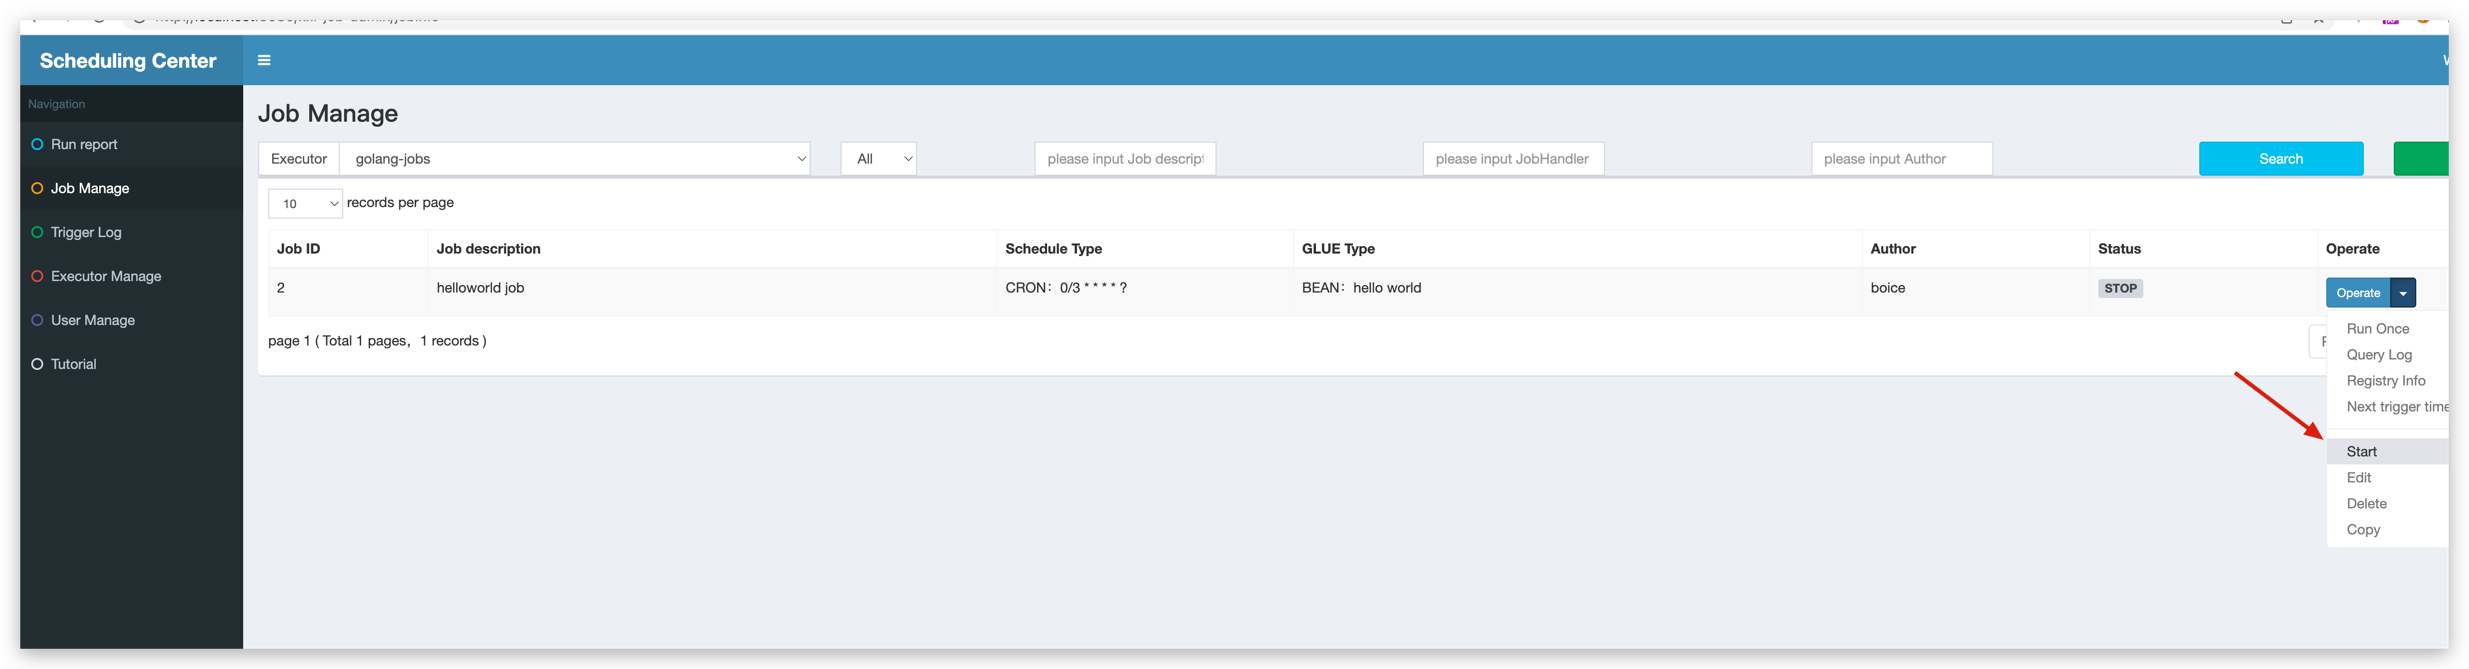 Scheduling Center
Navigation
Run report
Job Manage
Trigger Log
Executor Manage
User Manage
Tutorial
Job Manage
Executor golang-jobs All please input Job descript please input JobHandler please input Author Search
10 records per page
Job ID Job description Schedule Type GLUE Type Author Status Operate
2 helloworld job CRON：0/3 * * * * ? BEAN：hello world boice STOP Operate
page 1 ( Total 1 pages，1 records )
Run Once
Query Log
Registry Info
Next trigger time
Start
Edit
Delete
Copy